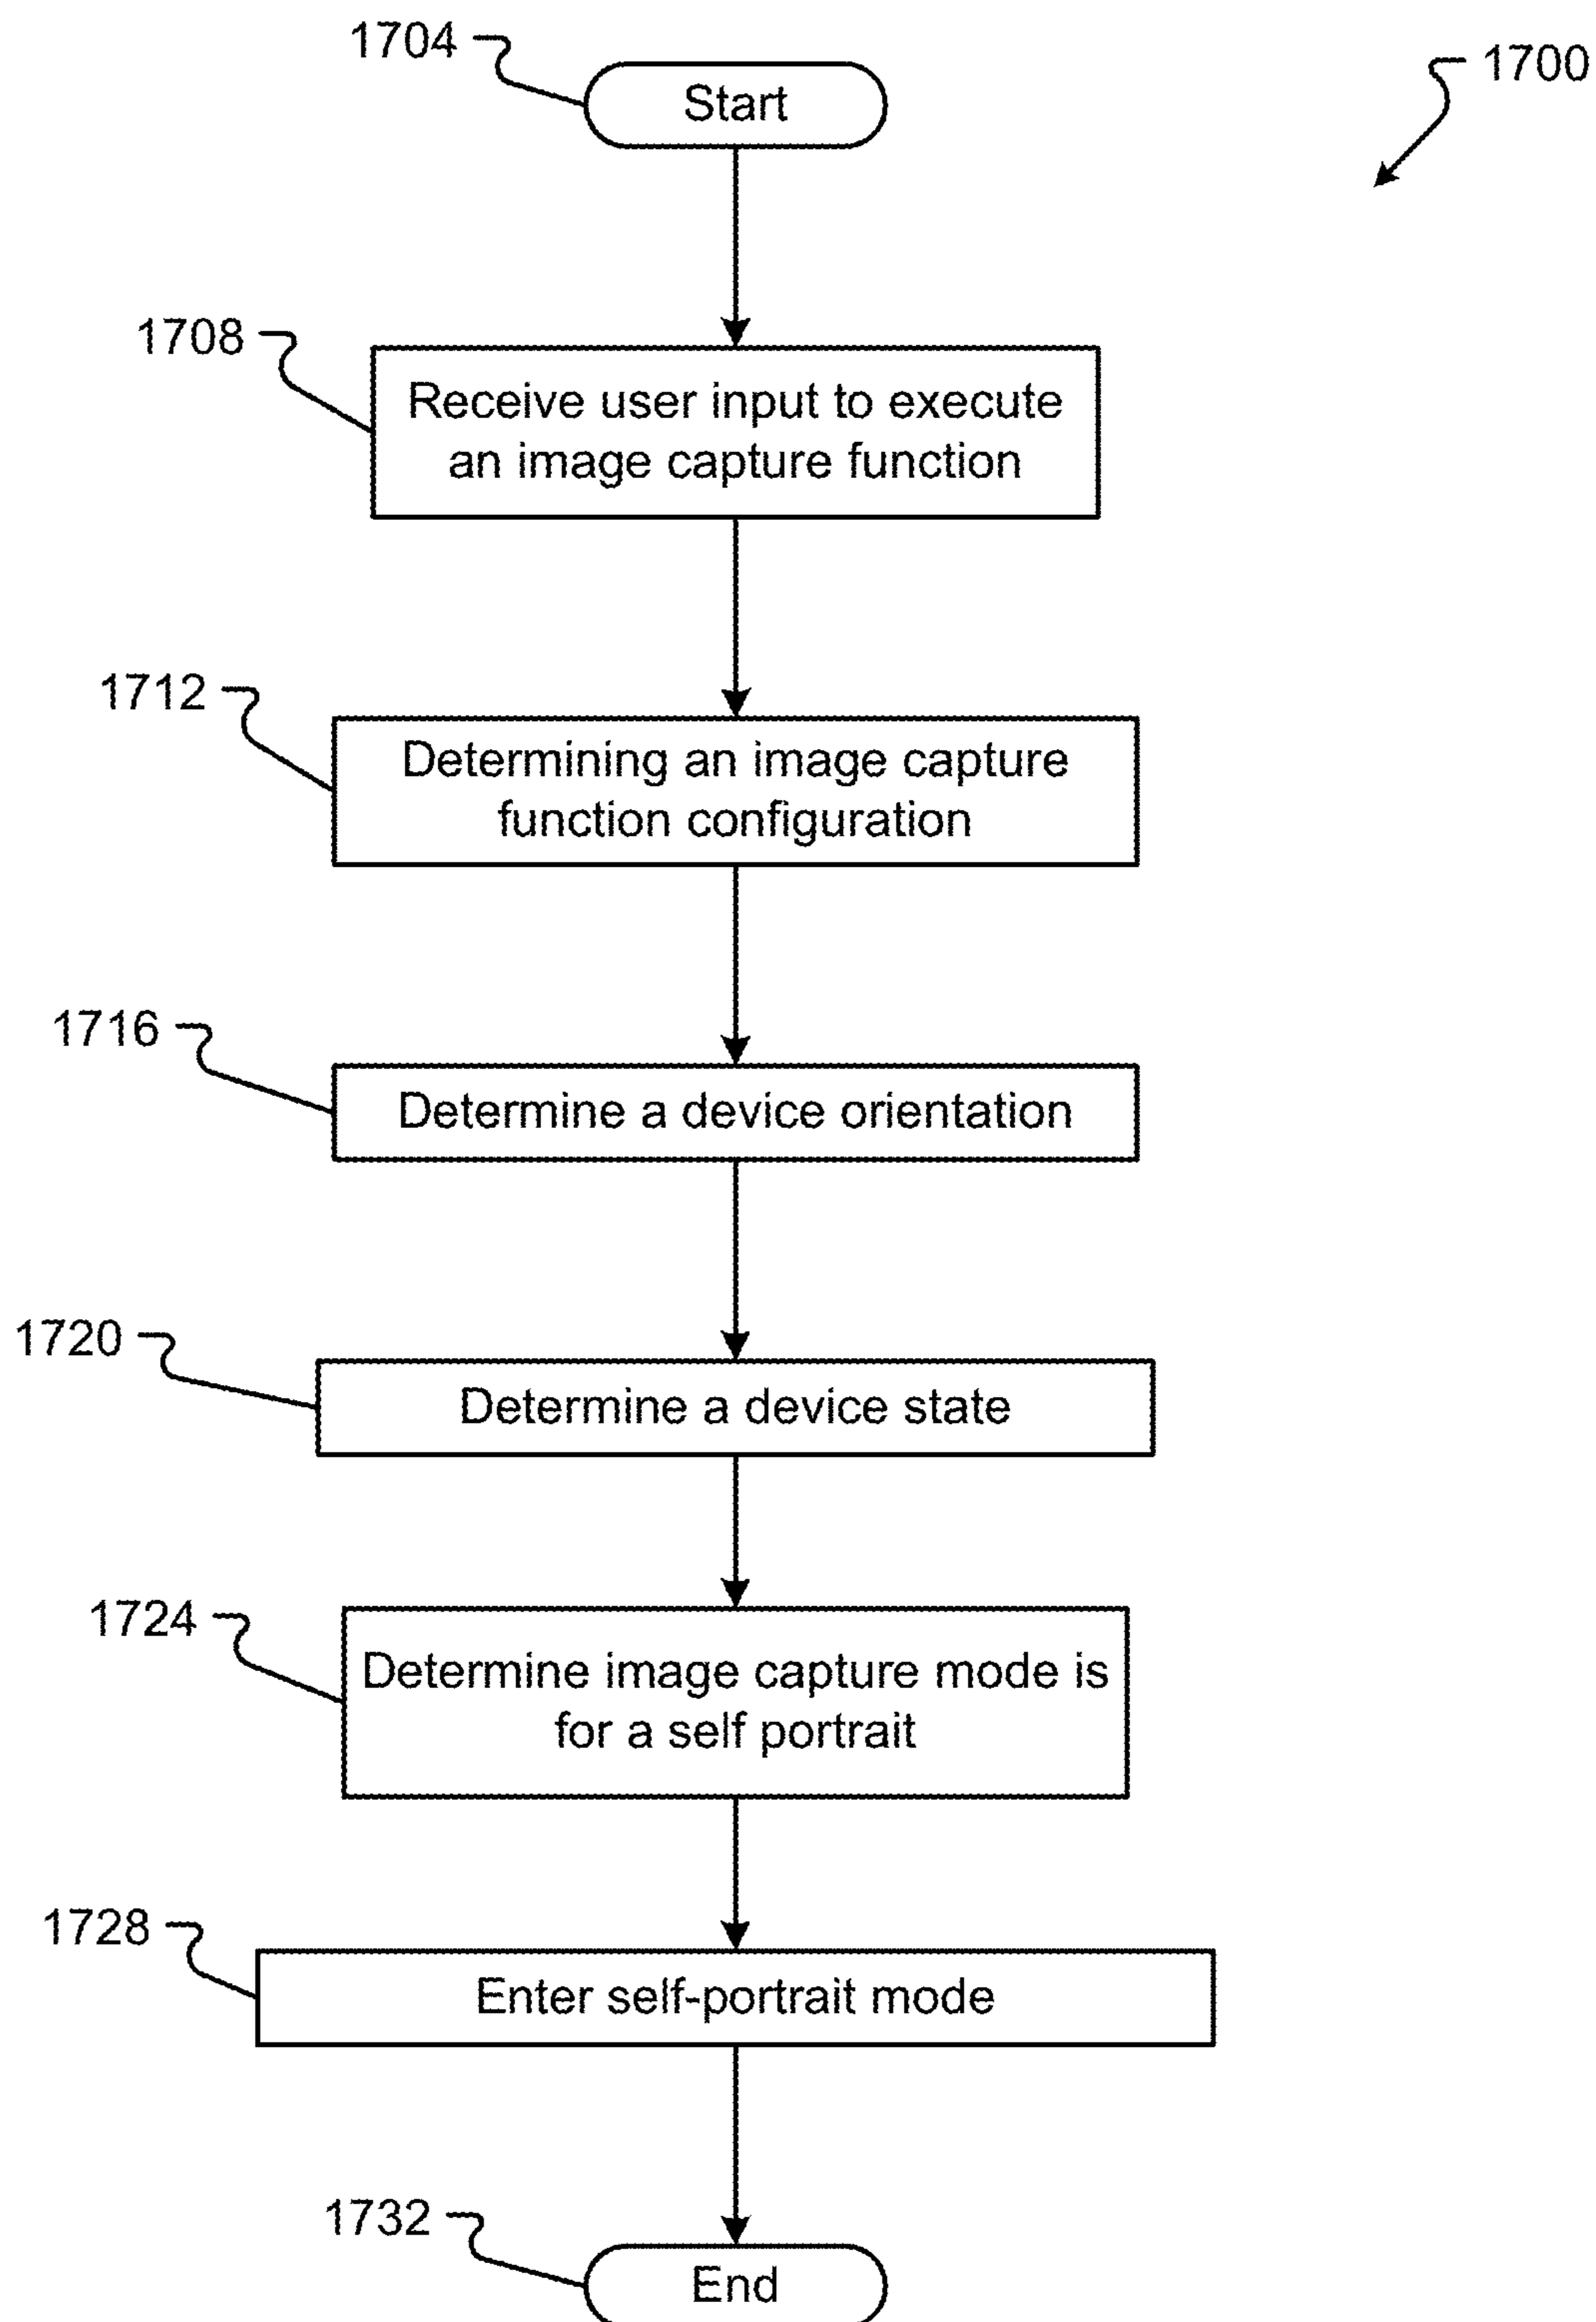 1704
Start
1700
1708
Receive user input to execute
an image capture function
1712
Determining an image capture
function configuration
1716
Determine a device orientation
1720
Determine a device state
1724
Determine image capture mode is
for a self portrait
1728
Enter self-portrait mode
1732
End